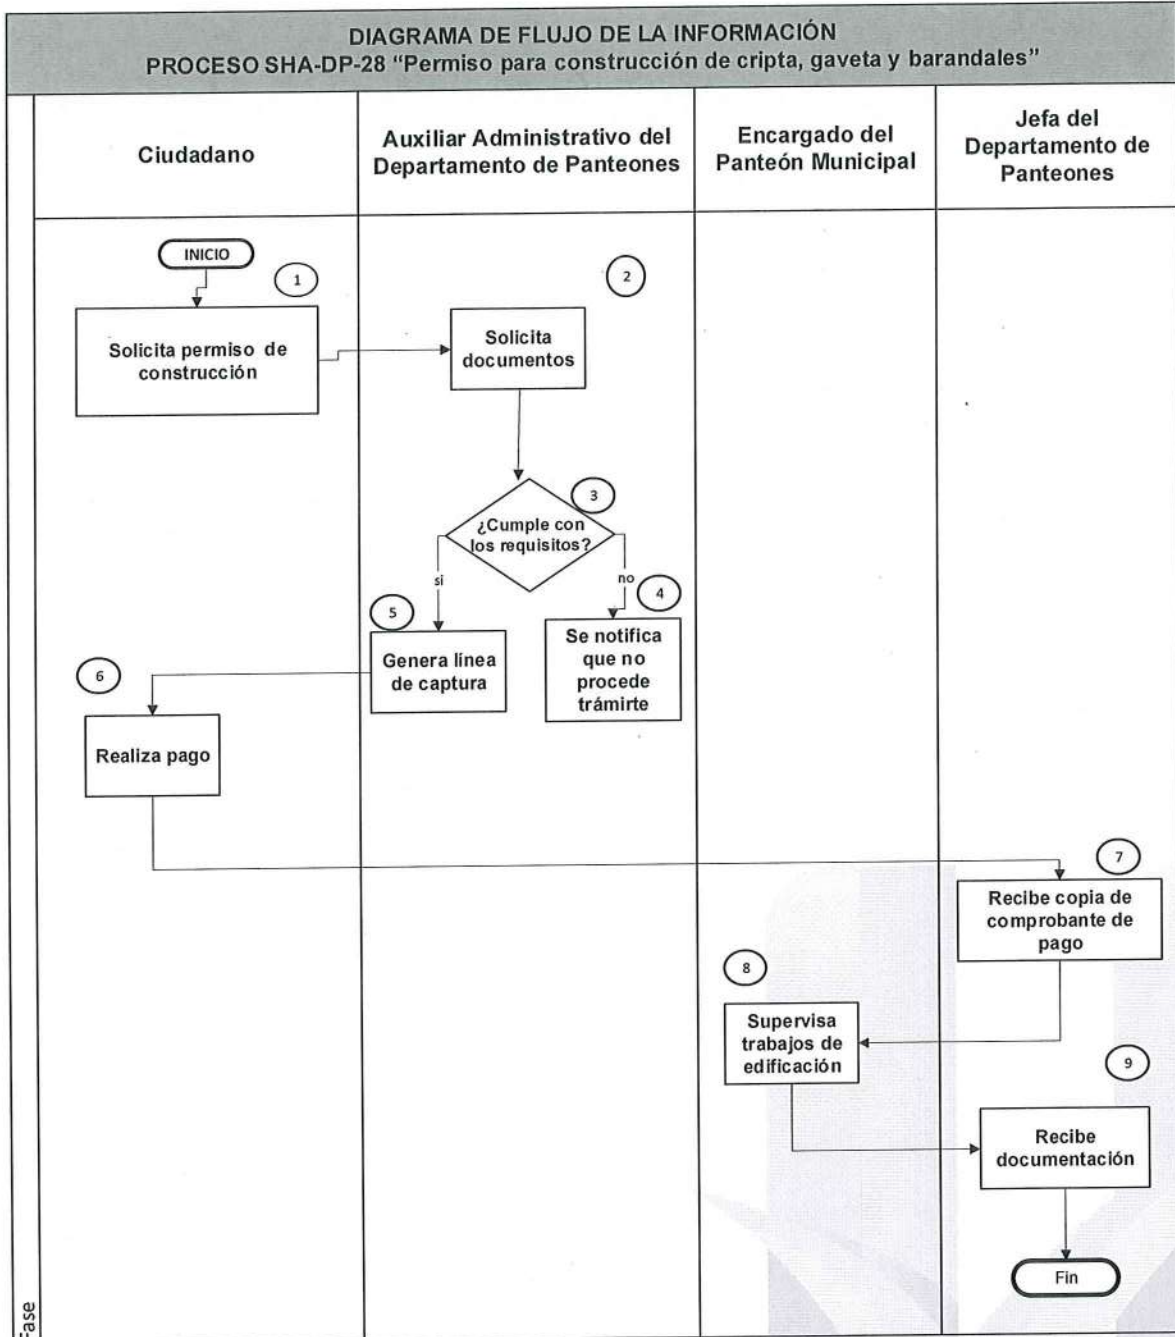 DIAGRAMA DE FLUJO DE LA INFORMACIÓN
PROCESO SHA-DP-28 “Permiso para construcción de cripta, gaveta y barandales”
Ciudadano
Auxiliar Administrativo del
Departamento de Panteones
Encargado del
Panteón Municipal
Jefa del
Departamento de
Panteones
INICIO
1
Solicita permiso de
construcción
2
Solicita
documentos
3
¿Cumple con
los requisitos?
si
no
4
Se notifica
que no
procede
trámirte
5
Genera línea
de captura
6
Realiza pago
7
Recibe copia de
comprobante de
pago
8
Supervisa
trabajos de
edificación
9
Recibe
documentación
Fin
Fase